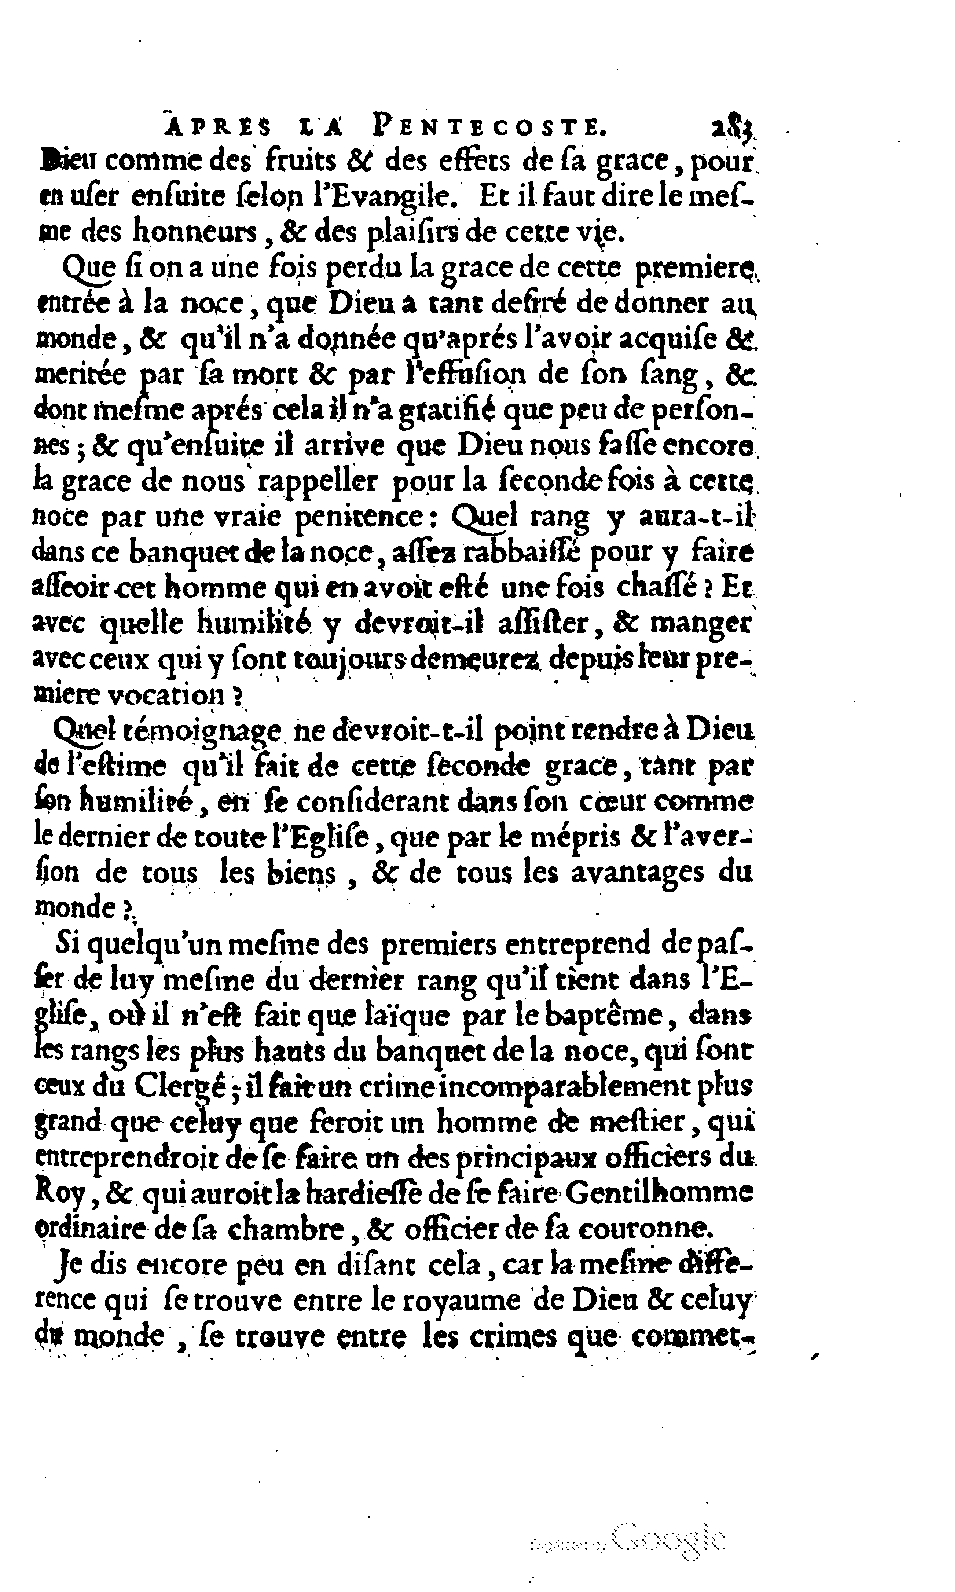 APRES LA PENTECOSTE. 283
Dieu comme des fruits & des effets de ſa grace, pour
en uſer enſuite ſelon l'Evangile. Et il faut dire le meſ-
me des honneurs, & des plaiſirs de cette vie.
Que ſi on a une fois perdu la grace de cette premiere
entrée à la noce, que Dieu a tant deſiré de donner au
monde, & qu'il n'a donnée qu'aprés l'avoir acquiſe &
meritée par ſa mort & par l'effuſion de ſon ſang, &
dont meſme aprés cela il n'a gratifié que peu de perſon-
nes; & qu'enſuite il arrive que Dieu nous faſſe encore
la grace de nous rappeller pour la ſeconde fois à cette
noce par une vraie penitence: Quel rang y aura-t-il
dans ce banquet de la noce, aſſez rabbaiſſé pour y faire
aſſeoir cet homme qui en avoit eſté une fois chaſſé? Et
avec quelle humilité y devroit-il aſſiſter, & manger
avec ceux qui y ſont toujours demeurez depuis leur pre-
miere vocation?
Quel témoignage ne devroit-t-il point rendre à Dieu
de l'eſtime qu'il fait de cette ſeconde grace, tant par
ſon humilité, en ſe conſiderant dans ſon cœur comme
le dernier de toute l'Egliſe, que par le mépris & l'aver-
ſion de tous les biens, & de tous les avantages du
monde?
Si quelqu'un meſme des premiers entreprend de paſ-
ſer de luy meſme du dernier rang qu'il tient dans l'E-
gliſe, où il n'eſt fait que laïque par le baptême, dans
les rangs les plus hauts du banquet de la noce, qui ſont
ceux du Clergé; il fait un crime incomparablement plus
grand que celuy que feroit un homme de meſtier, qui
entreprendroit de ſe faire un des principaux officiers du
Roy, & qui auroit la hardieſſe de ſe faire Gentilhomme
ordinaire de ſa chambre, & officier de ſa couronne.
Je dis encore peu en diſant cela, car la meſme diffe-
rence qui ſe trouve entre le royaume de Dieu & celuy
du monde, ſe trouve entre les crimes que commet-
Digitized by Google